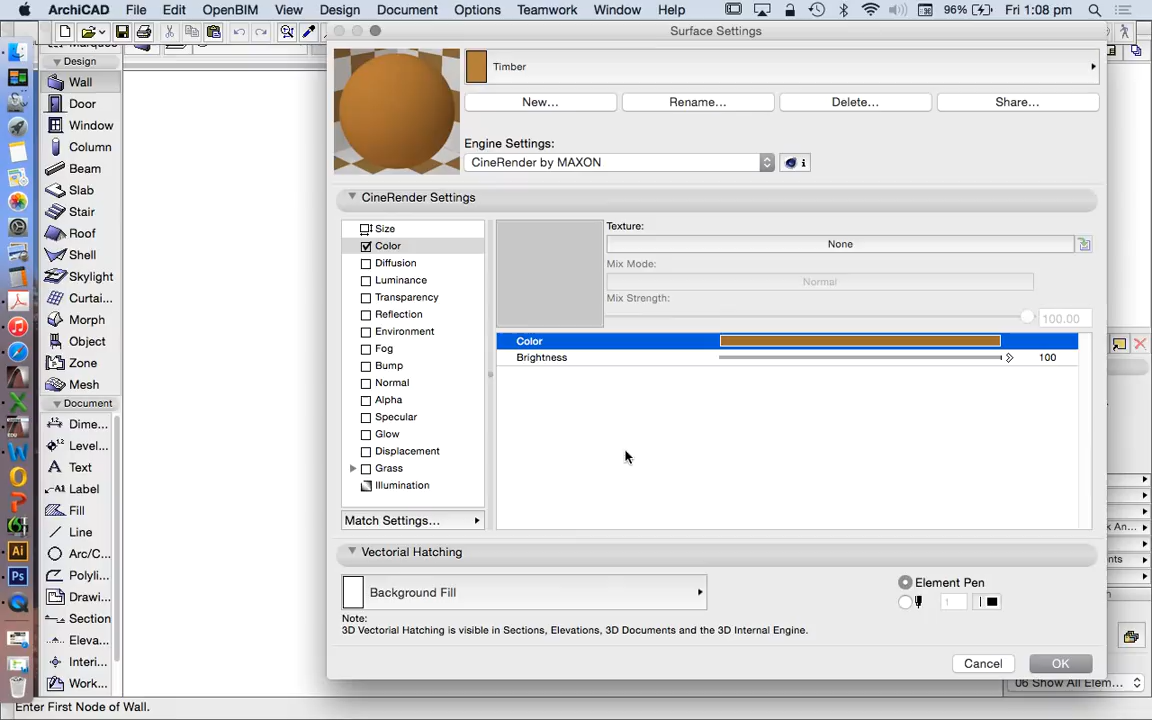 ArchiCAD File Edit OpenBIM View Design Document Options Teamwork Window Help 96% Fri 1:08 pm
Surface Settings
Marquee
Design
Wall
Door
Window
Column
Beam
Slab
Stair
Roof
Shell
Skylight
Curtai...
Morph
Object
Zone
Mesh
Document
Dime...
Level...
Text
Label
Fill
Line
Arc/C...
Polyli...
Drawi...
Section
Eleva...
Interi...
Work...
Enter First Node of Wall.
Timber
New... Rename... Delete... Share...
Engine Settings:
CineRender by MAXON
i
CineRender Settings
Size
Color
Diffusion
Luminance
Transparency
Reflection
Environment
Fog
Bump
Normal
Alpha
Specular
Glow
Displacement
Grass
Illumination
Match Settings...
Texture:
None
Mix Mode:
Normal
Mix Strength:
100.00
Color
Brightness 100
Vectorial Hatching
Background Fill
Element Pen
1
Note:
3D Vectorial Hatching is visible in Sections, Elevations, 3D Documents and the 3D Internal Engine.
Cancel OK
06 Show All Elem...